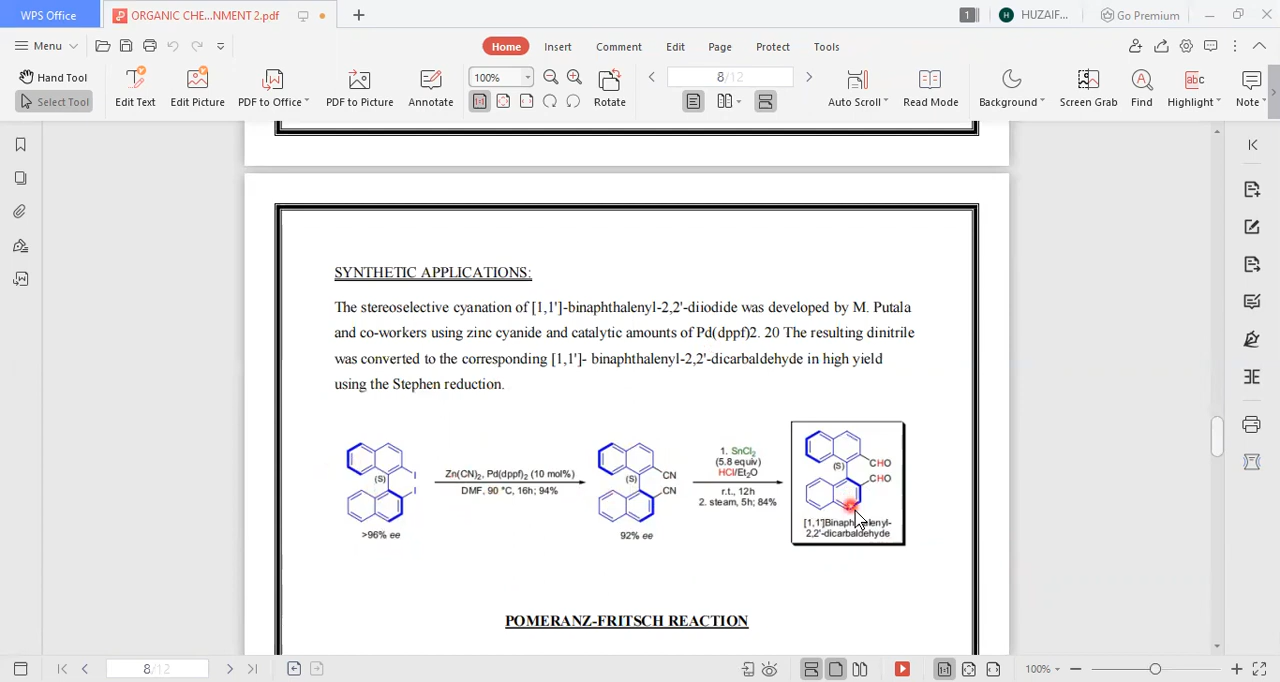 WPS Office
ORGANIC CHE...NMENT 2.pdf
1
H
HUZAIF...
Go Premium
Menu
Home
Insert
Comment
Edit
Page
Protect
Tools
Hand Tool
Select Tool
Edit Text
Edit Picture
PDF to Office
PDF to Picture
Annotate
100%
Rotate
8/12
Auto Scroll
Read Mode
Background
Screen Grab
Find
Highlight
Note
SYNTHETIC APPLICATIONS:
The stereoselective cyanation of [1,1']-binaphthalenyl-2,2'-diiodide was developed by M. Putala
and co-workers using zinc cyanide and catalytic amounts of Pd(dppf)2. 20 The resulting dinitrile
was converted to the corresponding [1,1']- binaphthalenyl-2,2'-dicarbaldehyde in high yield
using the Stephen reduction.
(S)
I
I
>96% ee
Zn(CN)2, Pd(dppf)2 (10 mol%)
DMF, 90 °C, 16h; 94%
(S)
CN
CN
92% ee
1. SnCl2
(5.8 equiv)
HCl/Et2O
r.t., 12h
2. steam, 5h; 84%
(S)
CHO
CHO
2,2'-dicarbaldehyde
POMERANZ-FRITSCH REACTION
8/12
100%